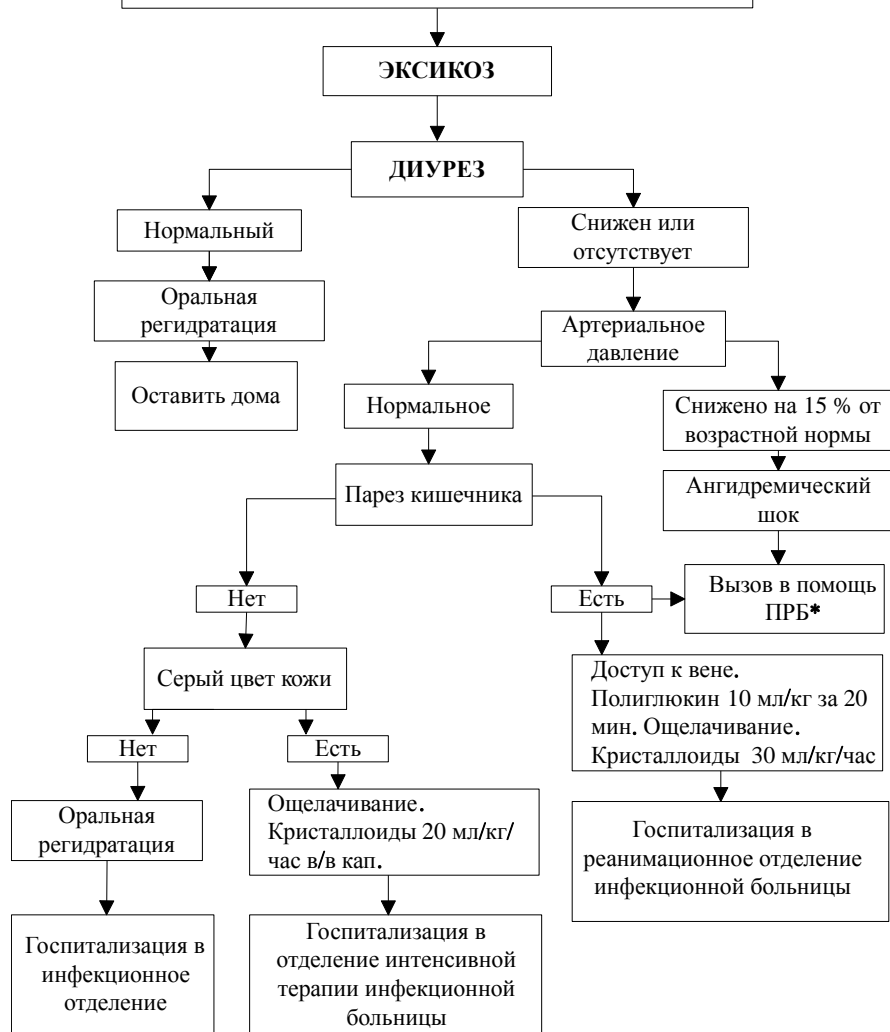 ЭКСИКОЗ
ДИУРЕЗ
Нормальный
Оральная
регидратация
Оставить дома
Снижен или
отсутствует
Артериальное
давление
Нормальное
Снижено на 15 % от
возрастной нормы
Ангидремический
шок
Парез кишечника
Нет
Есть
Вызов в помощь
ПРБ*
Серый цвет кожи
Доступ к вене.
Полиглюкин 10 мл/кг за 20
мин. Ощелачивание.
Кристаллоиды 30 мл/кг/час
Нет
Есть
Оральная
регидратация
Ощелачивание.
Кристаллоиды 20 мл/кг/
час в/в кап.
Госпитализация в
реанимационное отделение
инфекционной больницы
Госпитализация в
инфекционное
отделение
Госпитализация в
отделение интенсивной
терапии инфекционной
больницы